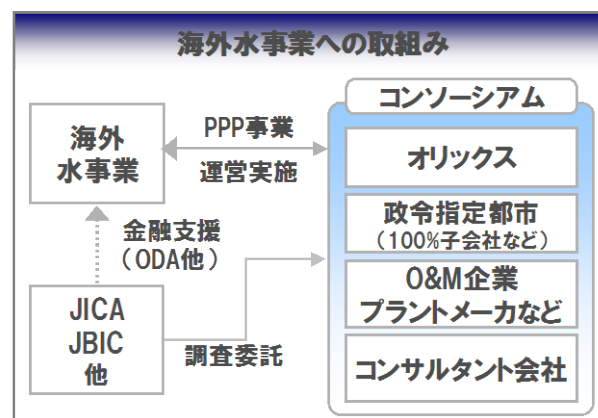 海外水事業への取組み
海外
水事業
PPP事業
運営実施
金融支援
（ODA他）
JICA
JBIC
他
調査委託
コンソーシアム
オリックス
政令指定都市
（100%子会社など）
O&M企業
プラントメーカなど
コンサルタント会社